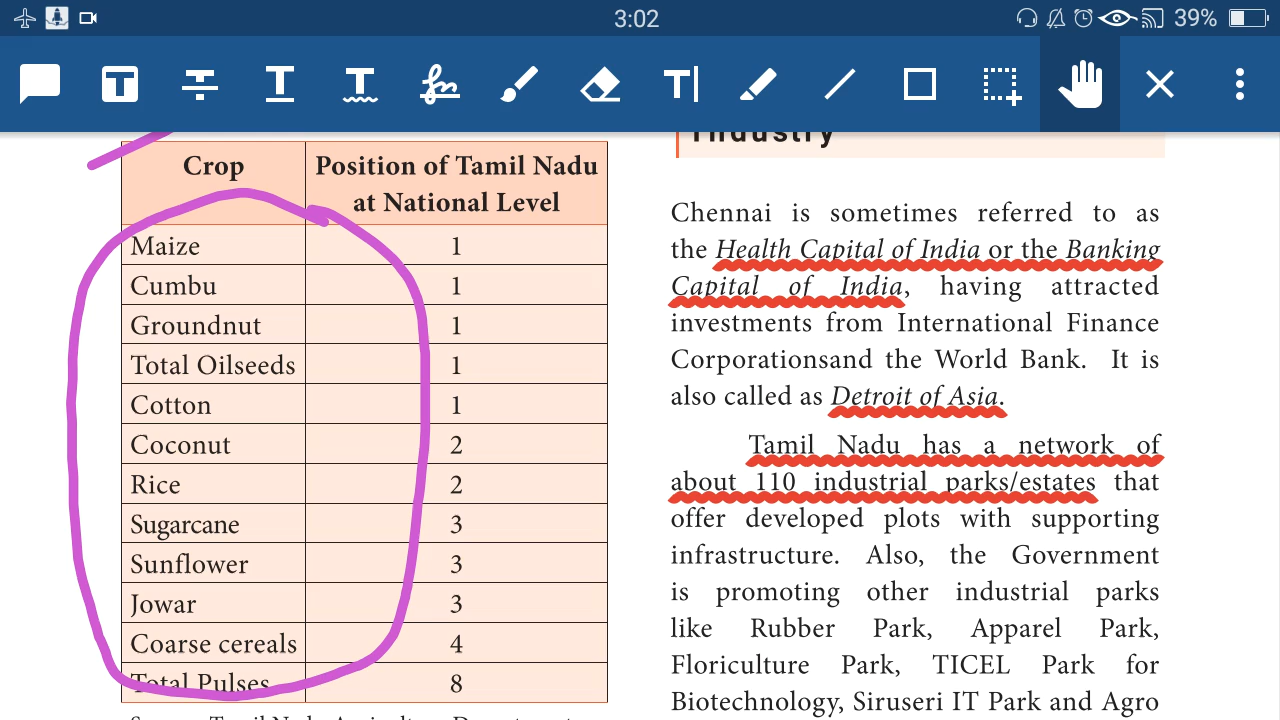 3:02
39%
Industry
Crop Position of Tamil Nadu at National Level
Maize 1
Cumbu 1
Groundnut 1
Total Oilseeds 1
Cotton 1
Coconut 2
Rice 2
Sugarcane 3
Sunflower 3
Jowar 3
Coarse cereals 4
Total Pulses 8
Chennai is sometimes referred to as
the Health Capital of India or the Banking
Capital of India, having attracted
investments from International Finance
Corporationsand the World Bank. It is
also called as Detroit of Asia.
Tamil Nadu has a network of
about 110 industrial parks/estates that
offer developed plots with supporting
infrastructure. Also, the Government
is promoting other industrial parks
like Rubber Park, Apparel Park,
Floriculture Park, TICEL Park for
Biotechnology, Siruseri IT Park and Agro